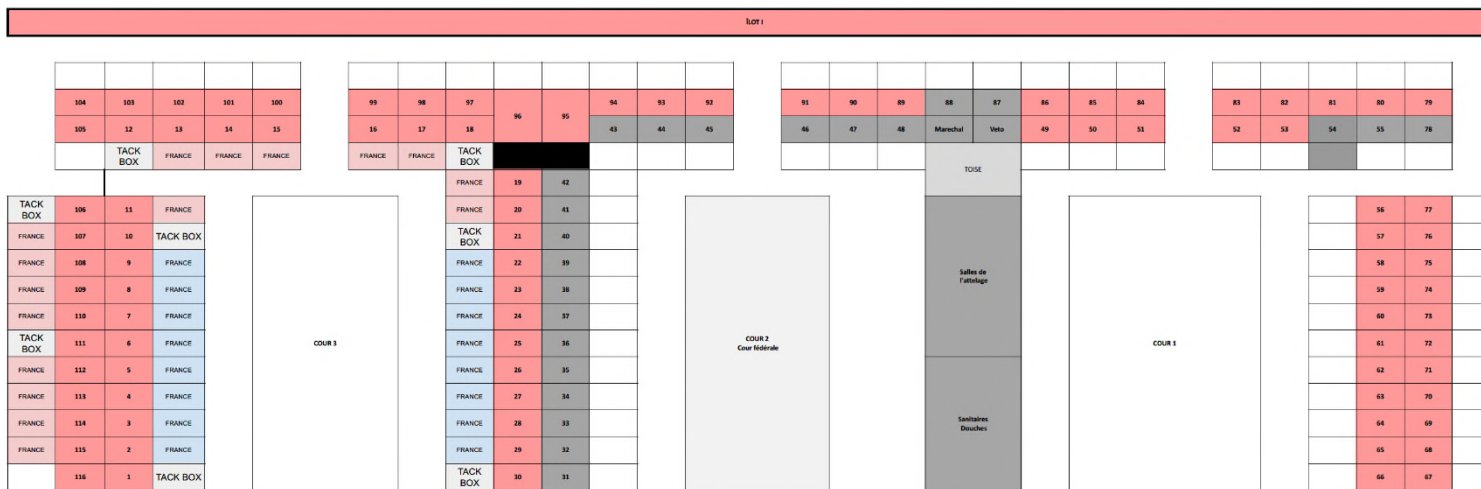 ÎLOT I
104 103 102 101 100 99 98 97 96 95 94 93 92 91 90 89 88 87 86 85 84 83 82 81 80 79
105 12 13 14 15 16 17 18 43 44 45 46 47 48 Marechal Veto 49 50 51 52 53 54 55 78
TACK BOX FRANCE FRANCE FRANCE FRANCE FRANCE TACK BOX TOISE
FRANCE 19 42
TACK BOX 106 11 FRANCE FRANCE 20 41 56 77
FRANCE 107 10 TACK BOX TACK BOX 21 40 57 76
FRANCE 108 9 FRANCE FRANCE 22 39 58 75
FRANCE 109 8 FRANCE FRANCE 23 38 Salles de l'attelage 59 74
FRANCE 110 7 FRANCE FRANCE 24 37 60 73
TACK BOX 111 6 FRANCE COUR 3 FRANCE 25 36 COUR 2 Cour fédérale COUR 1 61 72
FRANCE 112 5 FRANCE FRANCE 26 35 62 71
FRANCE 113 4 FRANCE FRANCE 27 34 63 70
FRANCE 114 3 FRANCE FRANCE 28 33 Sanitaires Douches 64 69
FRANCE 115 2 FRANCE FRANCE 29 32 65 68
116 1 TACK BOX TACK BOX 30 31 66 67